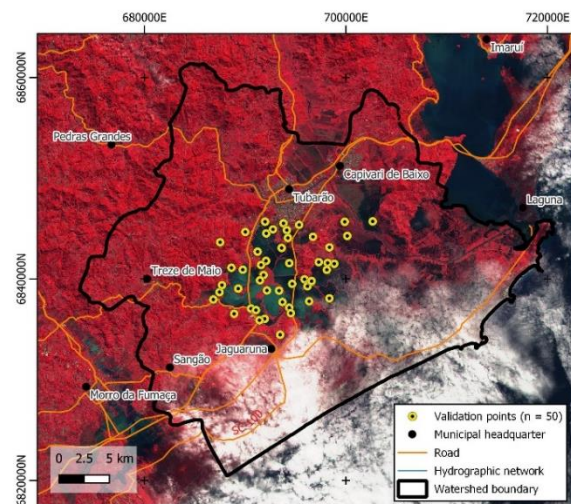 680000E 700000E 720000E
Imaruí
6860000N
Pedras Grandes
Capivari de Baixo
Tubarão
Laguna
6840000N
Treze de Maio
Jaguaruna
Sangão
Morro da Fumaça
Validation points (n = 50)
Municipal headquarter
Road
Hydrographic network
Watershed boundary
0 2.5 5 km
6820000N